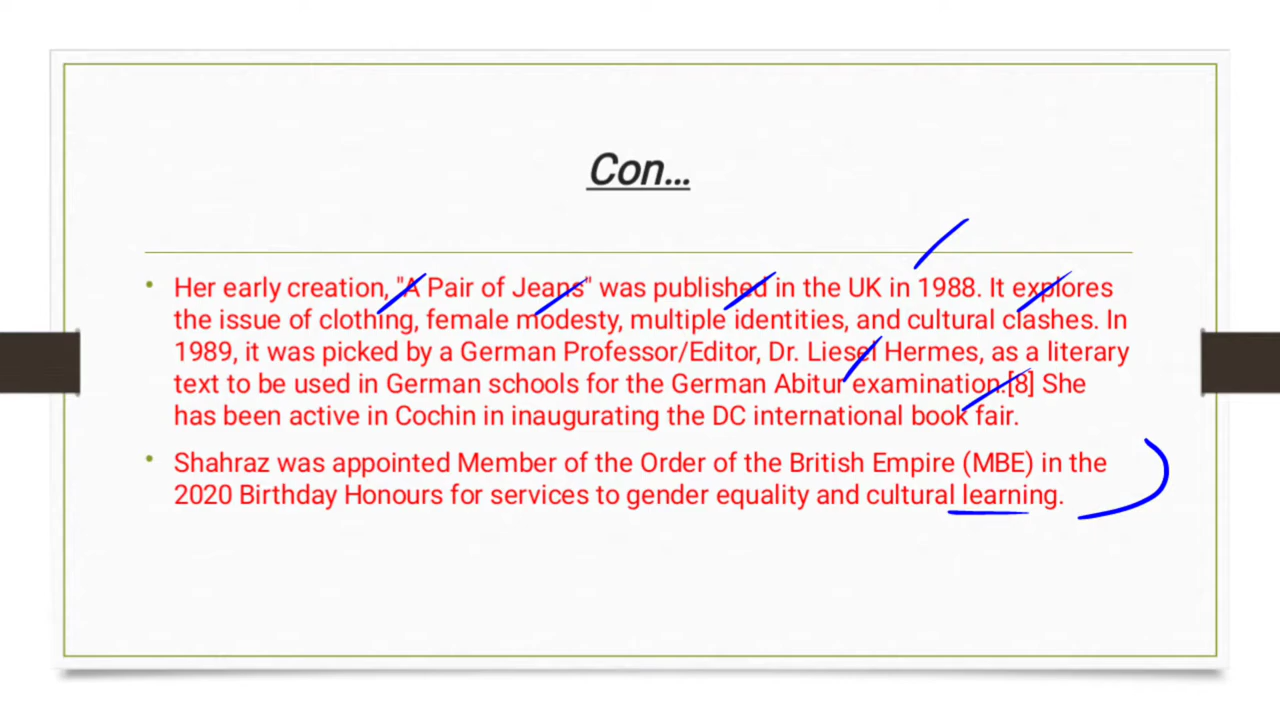 Con...
Her early creation, "A Pair of Jeans" was published in the UK in 1988. It explores
the issue of clothing, female modesty, multiple identities, and cultural clashes. In
1989, it was picked by a German Professor/Editor, Dr. Liesel Hermes, as a literary
text to be used in German schools for the German Abitur examination.[8] She
has been active in Cochin in inaugurating the DC international book fair.
Shahraz was appointed Member of the Order of the British Empire (MBE) in the
2020 Birthday Honours for services to gender equality and cultural learning.